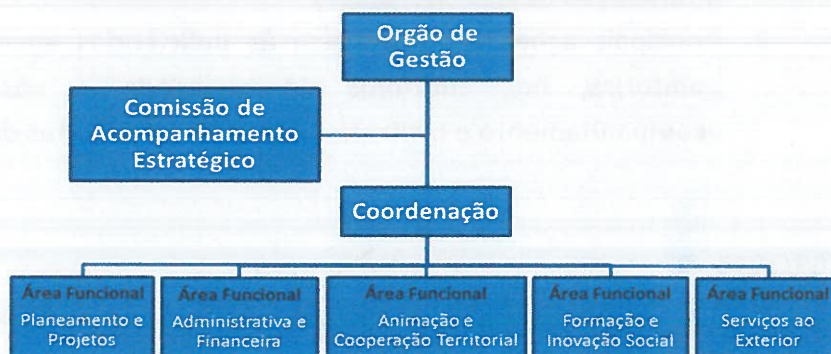 Orgão de
Gestão
Comissão de
Acompanhamento
Estratégico
Coordenação
Área Funcional
Planeamento e
Projetos
Área Funcional
Administrativa e
Financeira
Área Funcional
Animação e
Cooperação Territorial
Área Funcional
Formação e
Inovação Social
Área Funcional
Serviços ao
Exterior